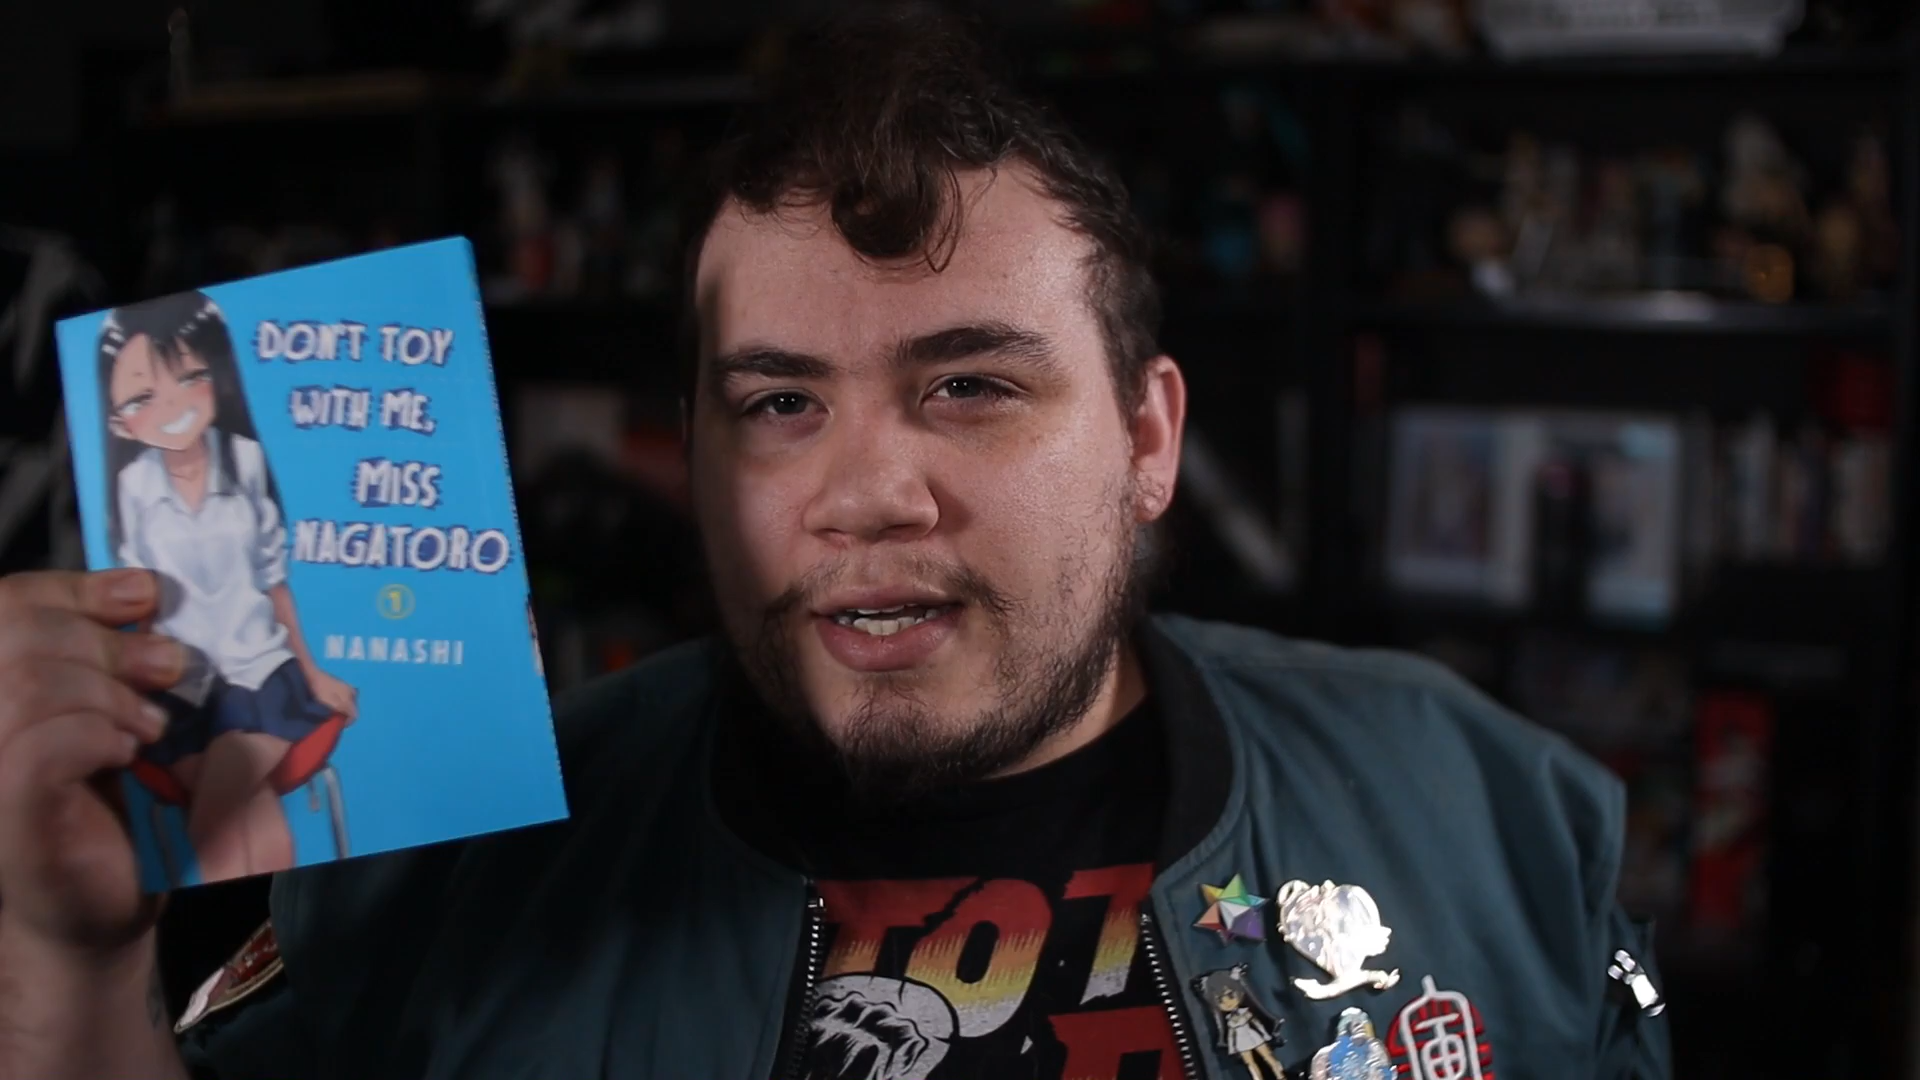 DON'T TOY
WITH ME,
MISS
NAGATORO
1
NANASHI